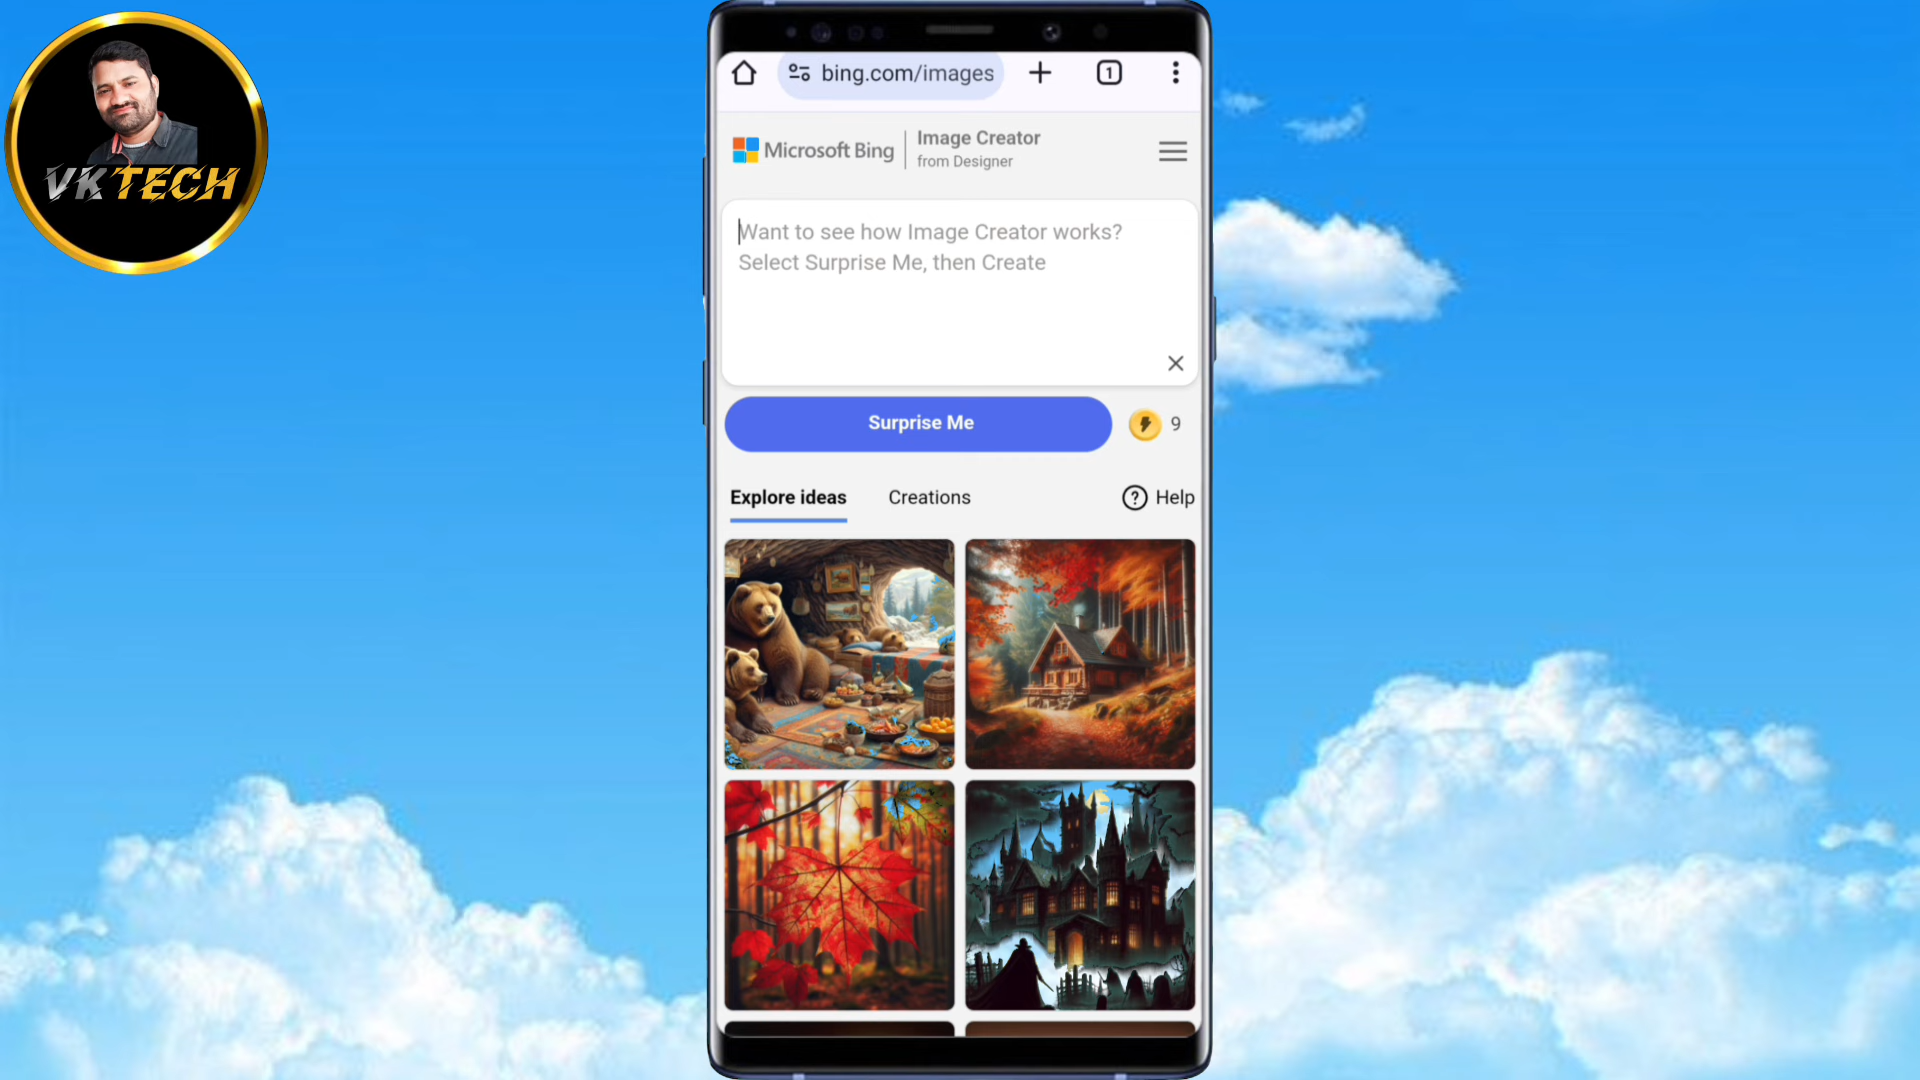 VKTECH
bing.com/images
1
Microsoft Bing
Image Creator
from Designer
Want to see how Image Creator works?
Select Surprise Me, then Create
Surprise Me
9
Explore ideas
Creations
Help